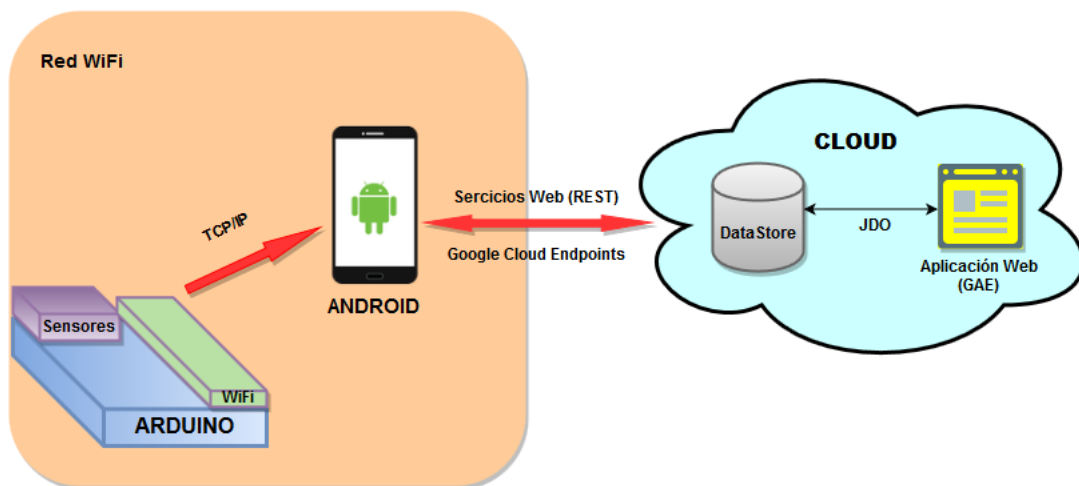 Red WiFi
TCP/IP
ANDROID
Sensores
WiFi
ARDUINO
Sercicios Web (REST)
Google Cloud Endpoints
CLOUD
DataStore
JDO
Aplicación Web
(GAE)